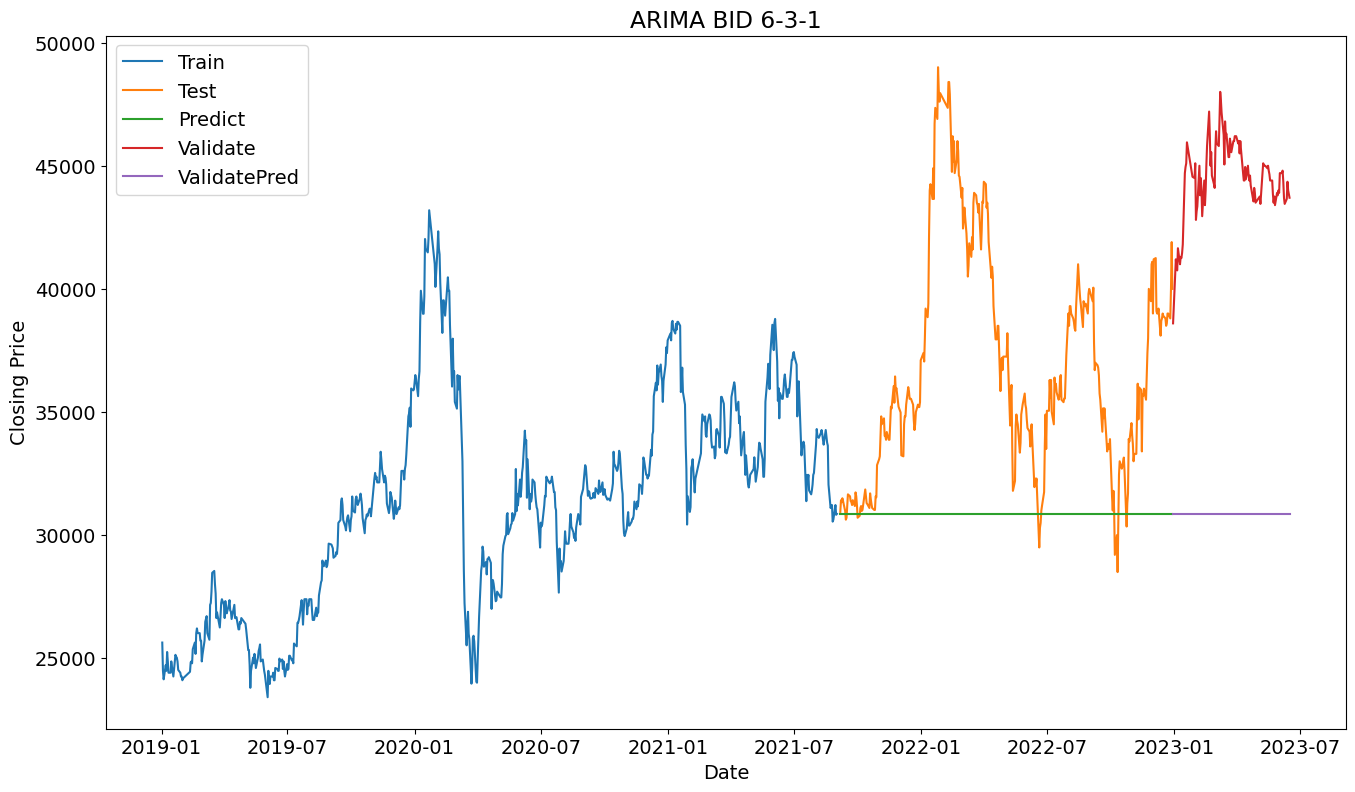 ARIMA BID 6-3-1
Train
Test
Predict
Validate
ValidatePred
50000
45000
40000
35000
30000
25000
Closing Price
2019-01 2019-07 2020-01 2020-07 2021-01 2021-07 2022-01 2022-07 2023-01 2023-07
Date